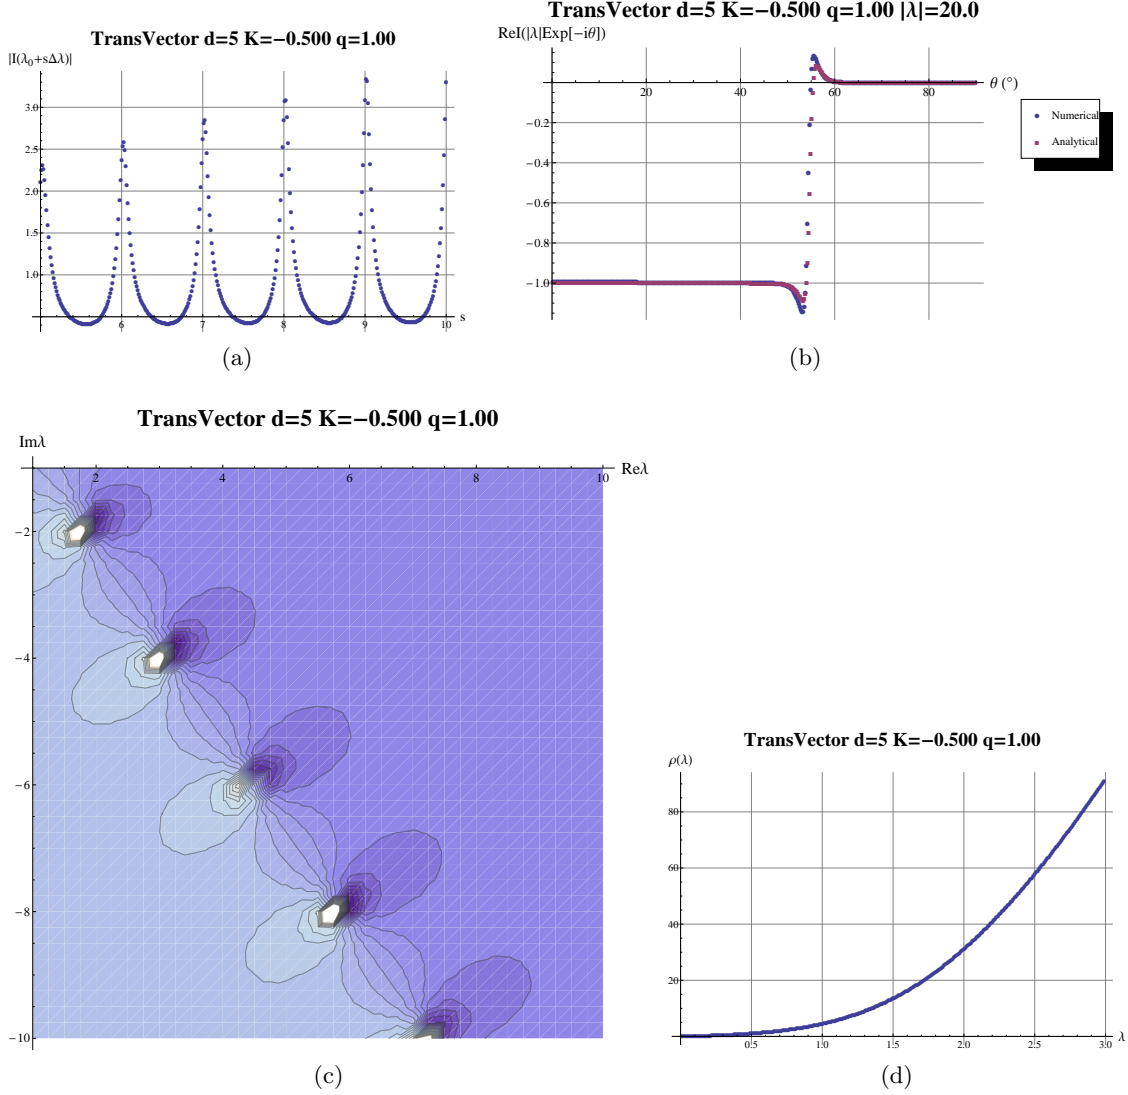 TransVector d=5 K=−0.500 q=1.00
|I(λ₀+sΔλ)|
3.0
2.5
2.0
1.5
1.0
6
7
8
9
10
s
(a)
TransVector d=5 K=−0.500 q=1.00 |λ|=20.0
ReI(|λ|Exp[−iθ])
20
40
60
80
θ (°)
−0.2
−0.4
−0.6
−0.8
−1.0
Numerical
Analytical
(b)
TransVector d=5 K=−0.500 q=1.00
Imλ
2
4
6
8
10
Reλ
−2
−4
−6
−8
−10
(c)
TransVector d=5 K=−0.500 q=1.00
ρ(λ)
80
60
40
20
0.5
1.0
1.5
2.0
2.5
3.0
λ
(d)